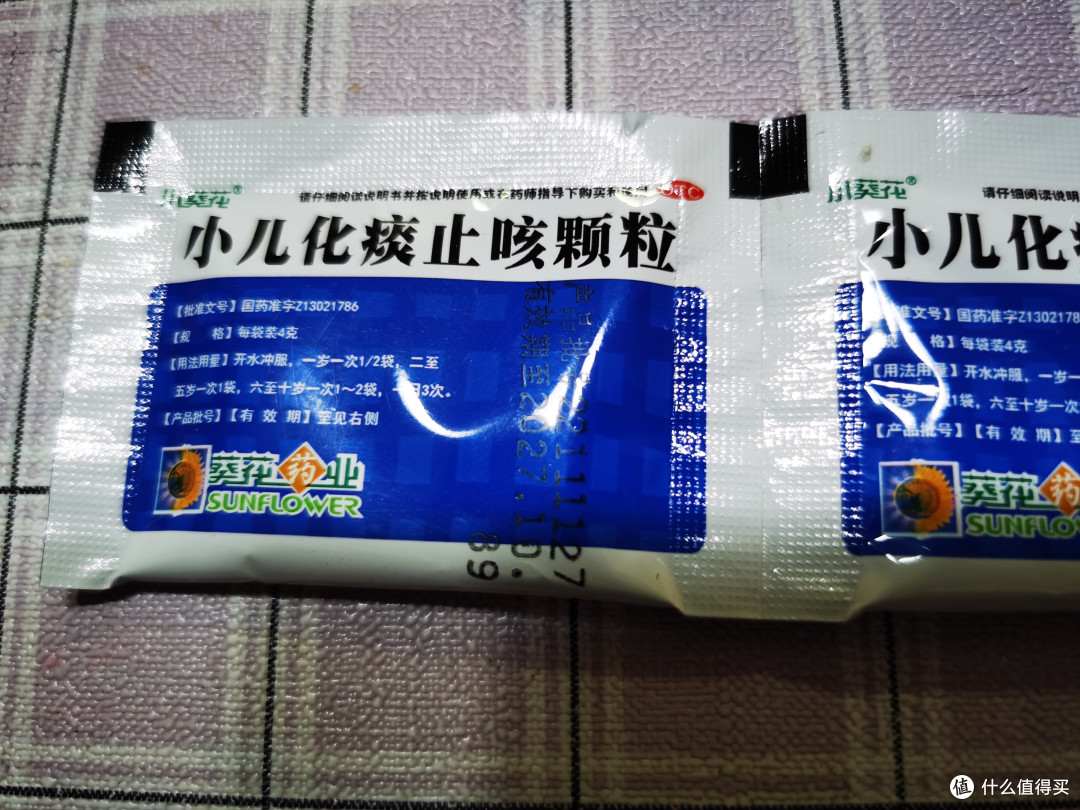 小葵花®
请仔细阅读说明书并按说明使用或在药师指导下购买和使用
小儿化痰止咳颗粒
【批准文号】国药准字Z13021786
【规 格】每袋装4克
【用法用量】开水冲服，一岁一次1/2袋，二至
五岁一次1袋，六至十岁一次1～2袋，日3次。
【产品批号】【有 效 期】至见右侧
葵花药业
SUNFLOWER
产品批
有效期至2027.10.
89
小葵花®
请仔细阅读说明
小儿化
准文号】国药准字Z1302178
格】每袋装4克
【用法用量】开水冲服，一岁一
五岁一 1袋，六至十岁一次
【产品批号】【有 效 期】至
葵花药
SUNFLO
值 什么值得买